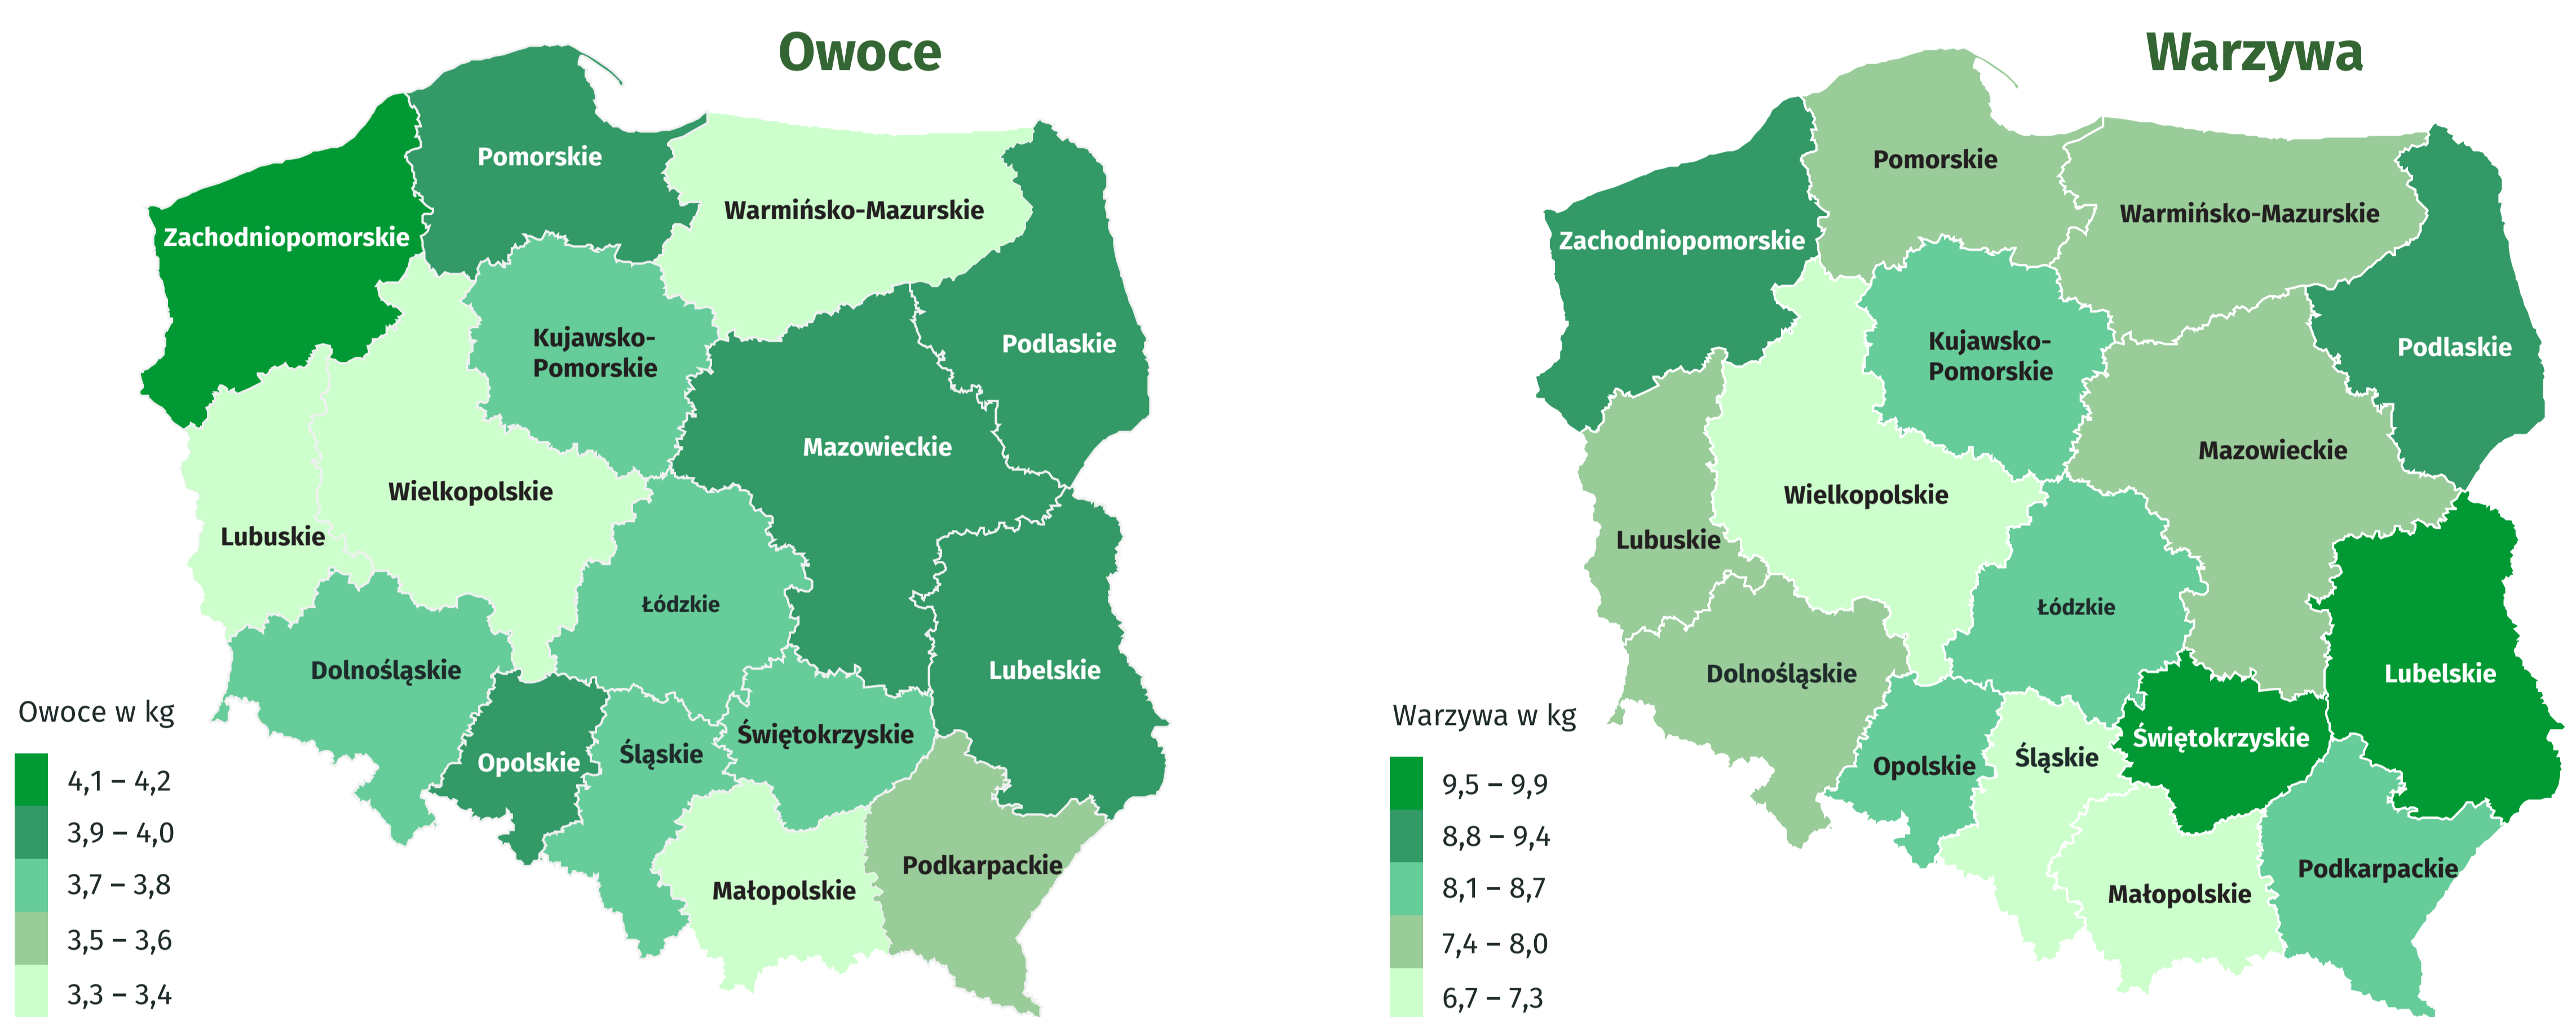 Owoce
Pomorskie
Warmińsko-Mazurskie
Zachodniopomorskie
Kujawsko-
Pomorskie
Podlaskie
Mazowieckie
Wielkopolskie
Lubuskie
Łódzkie
Dolnośląskie
Lubelskie
Świętokrzyskie
Śląskie
Opolskie
Podkarpackie
Małopolskie
Owoce w kg
4,1 – 4,2
3,9 – 4,0
3,7 – 3,8
3,5 – 3,6
3,3 – 3,4
Warzywa
Pomorskie
Warmińsko-Mazurskie
Zachodniopomorskie
Kujawsko-
Pomorskie
Podlaskie
Mazowieckie
Wielkopolskie
Lubuskie
Łódzkie
Dolnośląskie
Lubelskie
Świętokrzyskie
Śląskie
Opolskie
Podkarpackie
Małopolskie
Warzywa w kg
9,5 – 9,9
8,8 – 9,4
8,1 – 8,7
7,4 – 8,0
6,7 – 7,3